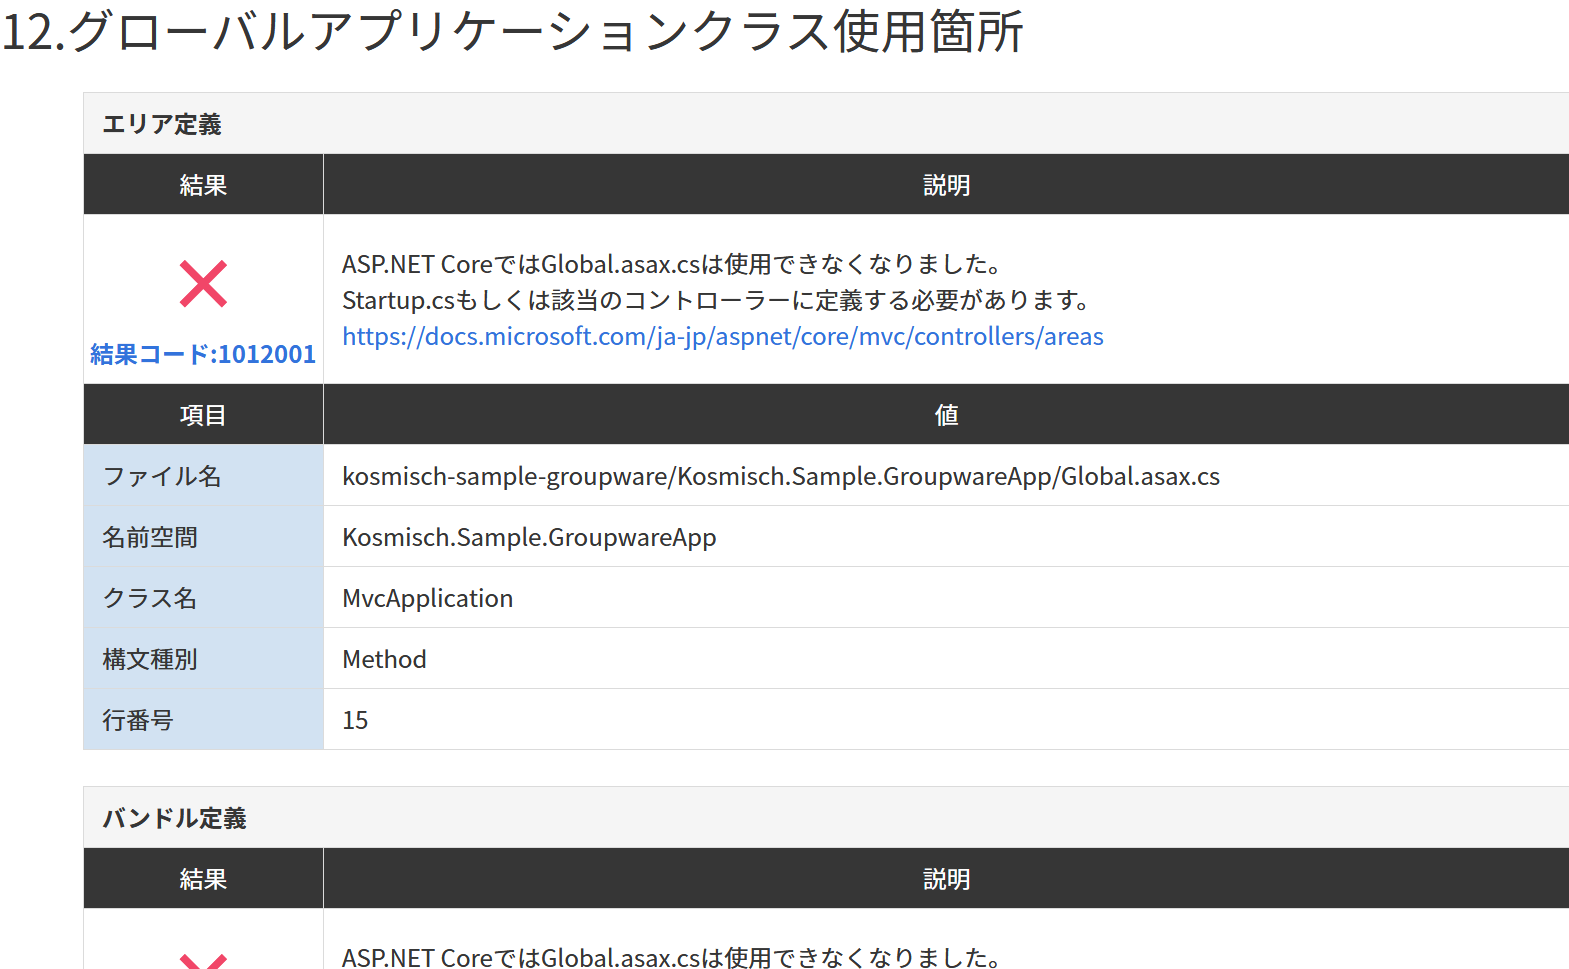 12.グローバルアプリケーションクラス使用箇所
エリア定義
結果 説明
ASP.NET CoreではGlobal.asax.csは使用できなくなりました。
Startup.csもしくは該当のコントローラーに定義する必要があります。
https://docs.microsoft.com/ja-jp/aspnet/core/mvc/controllers/areas
結果コード:1012001
項目 値
ファイル名 kosmisch-sample-groupware/Kosmisch.Sample.GroupwareApp/Global.asax.cs
名前空間 Kosmisch.Sample.GroupwareApp
クラス名 MvcApplication
構文種別 Method
行番号 15
バンドル定義
結果 説明
ASP.NET CoreではGlobal.asax.csは使用できなくなりました。